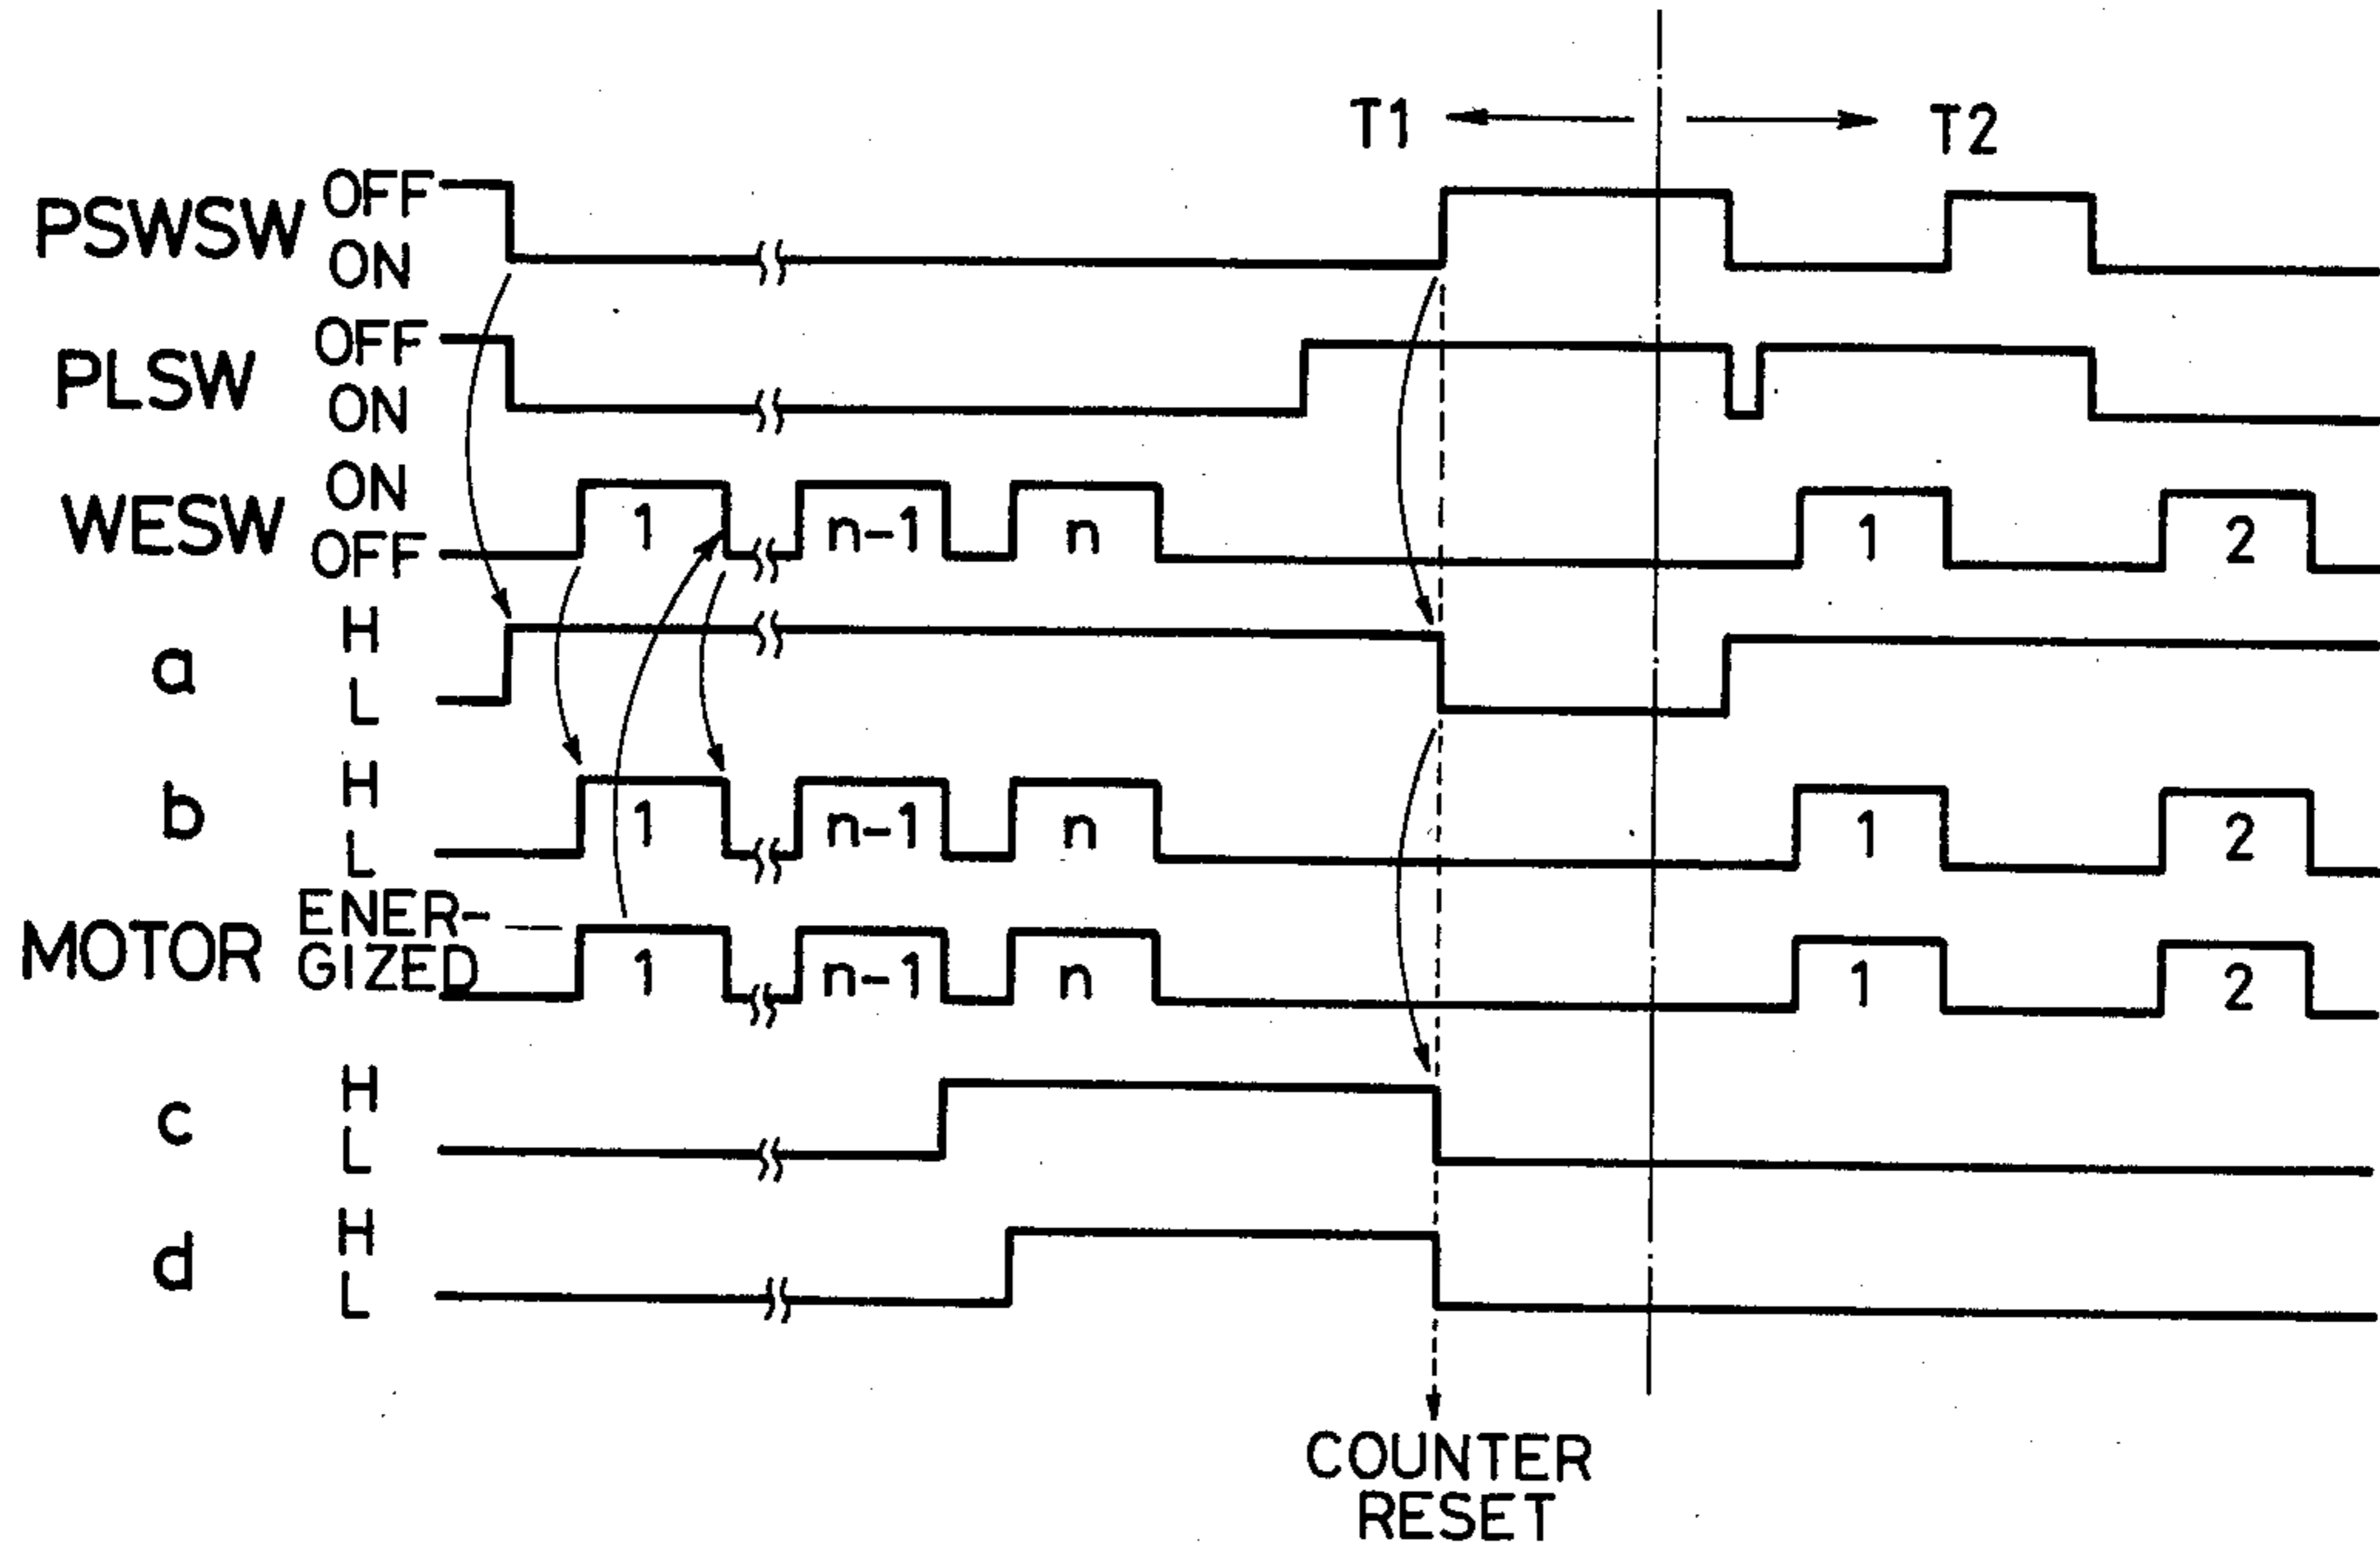 T1 T2
PSWSW OFF
ON
PLSW OFF
ON
WESW ON
OFF
1 n-1 n 1 2
a H
L
b H
L
1 n-1 n 1 2
MOTOR ENER-
GIZED
1 n-1 n 1 2
c H
L
d H
L
COUNTER
RESET